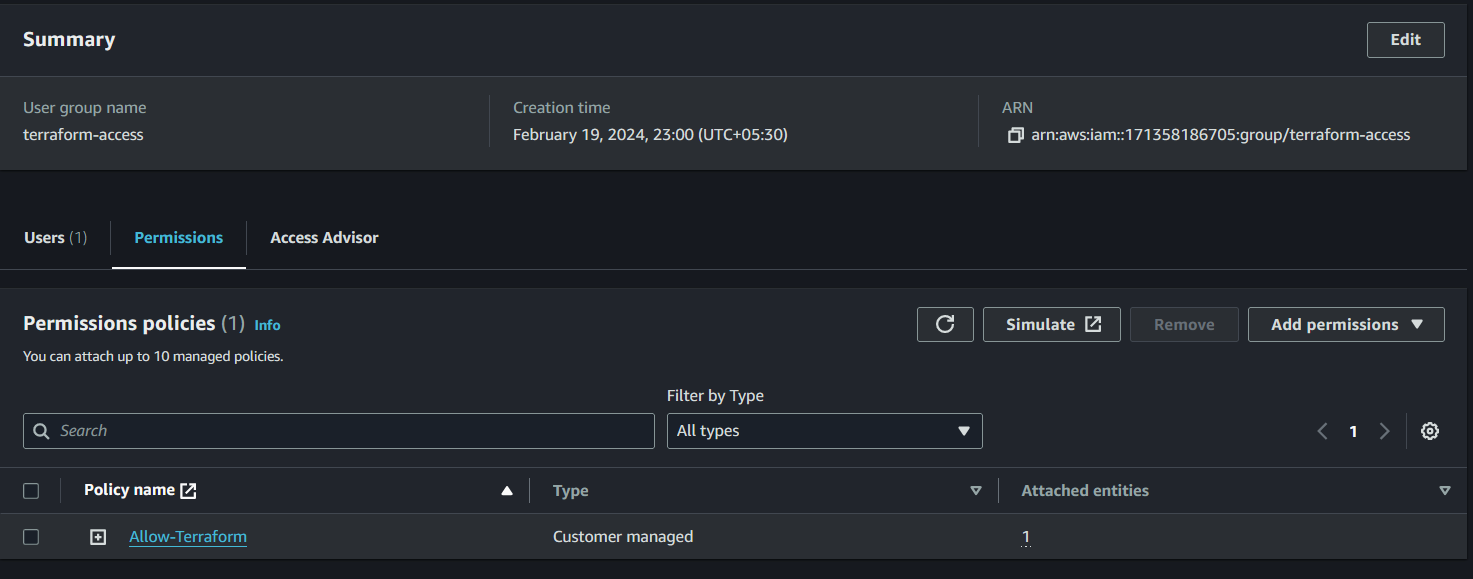 Summary
Edit
User group name
terraform-access
Creation time
February 19, 2024, 23:00 (UTC+05:30)
ARN
arn:aws:iam::171358186705:group/terraform-access
Users (1)
Permissions
Access Advisor
Permissions policies (1) Info
You can attach up to 10 managed policies.
Simulate
Remove
Add permissions
Filter by Type
Search
All types
1
Policy name
Type
Attached entities
Allow-Terraform
Customer managed
1